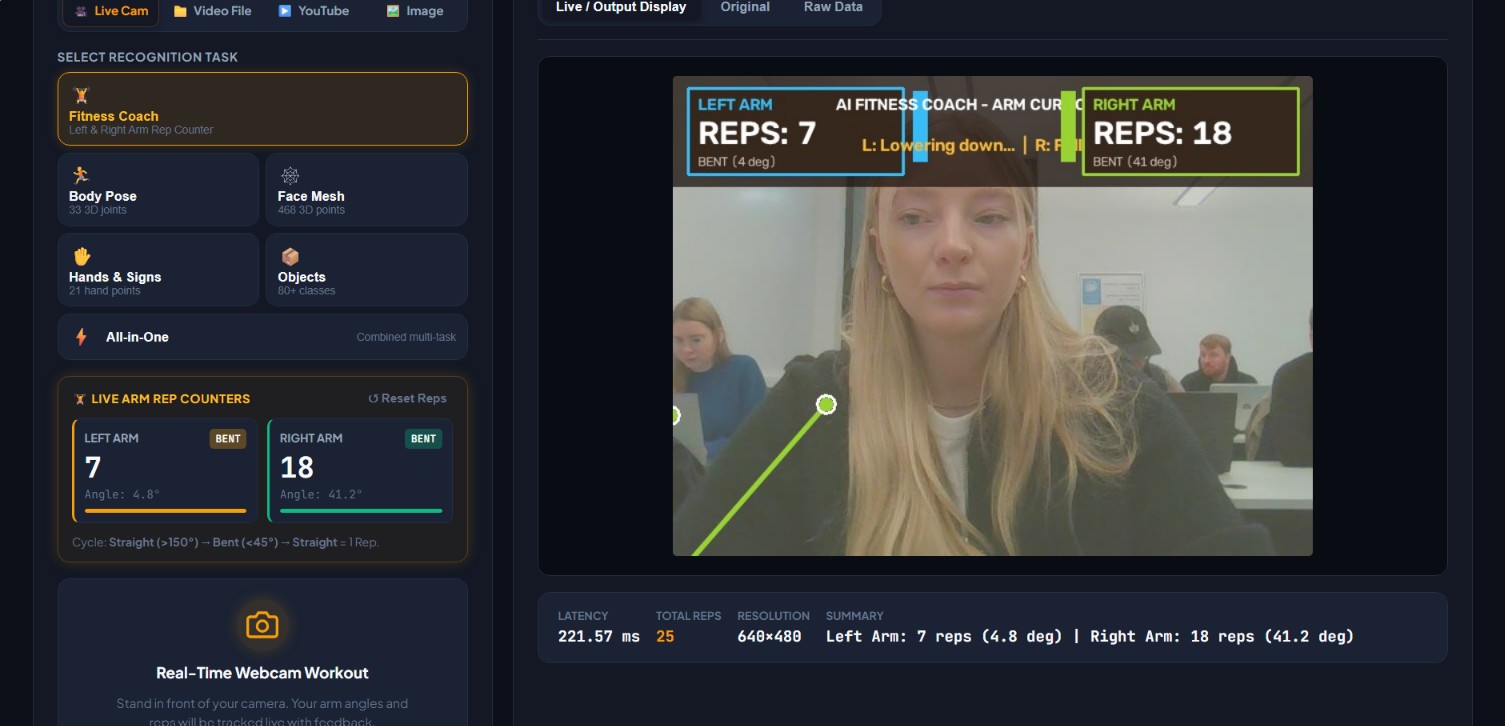 Live Cam
Video File
YouTube
Image
SELECT RECOGNITION TASK
Fitness Coach
Left & Right Arm Rep Counter
Body Pose
33 3D joints
Face Mesh
468 3D points
Hands & Signs
21 hand points
Objects
80+ classes
All-in-One
Combined multi-task
LIVE ARM REP COUNTERS
↺ Reset Reps
LEFT ARM
BENT
7
Angle: 4.8°
RIGHT ARM
BENT
18
Angle: 41.2°
Cycle: Straight (>150°) → Bent (<45°) → Straight = 1 Rep.
Real-Time Webcam Workout
Stand in front of your camera. Your arm angles and
reps will be tracked live with feedback.
Live / Output Display
Original
Raw Data
LEFT ARM
REPS: 7
BENT (4 deg)
AI FITNESS COACH - ARM
L: Lowering down... | R:
RIGHT ARM
REPS: 18
BENT (41 deg)
LATENCY
221.57 ms
TOTAL REPS
25
RESOLUTION
640×480
SUMMARY
Left Arm: 7 reps (4.8 deg) | Right Arm: 18 reps (41.2 deg)